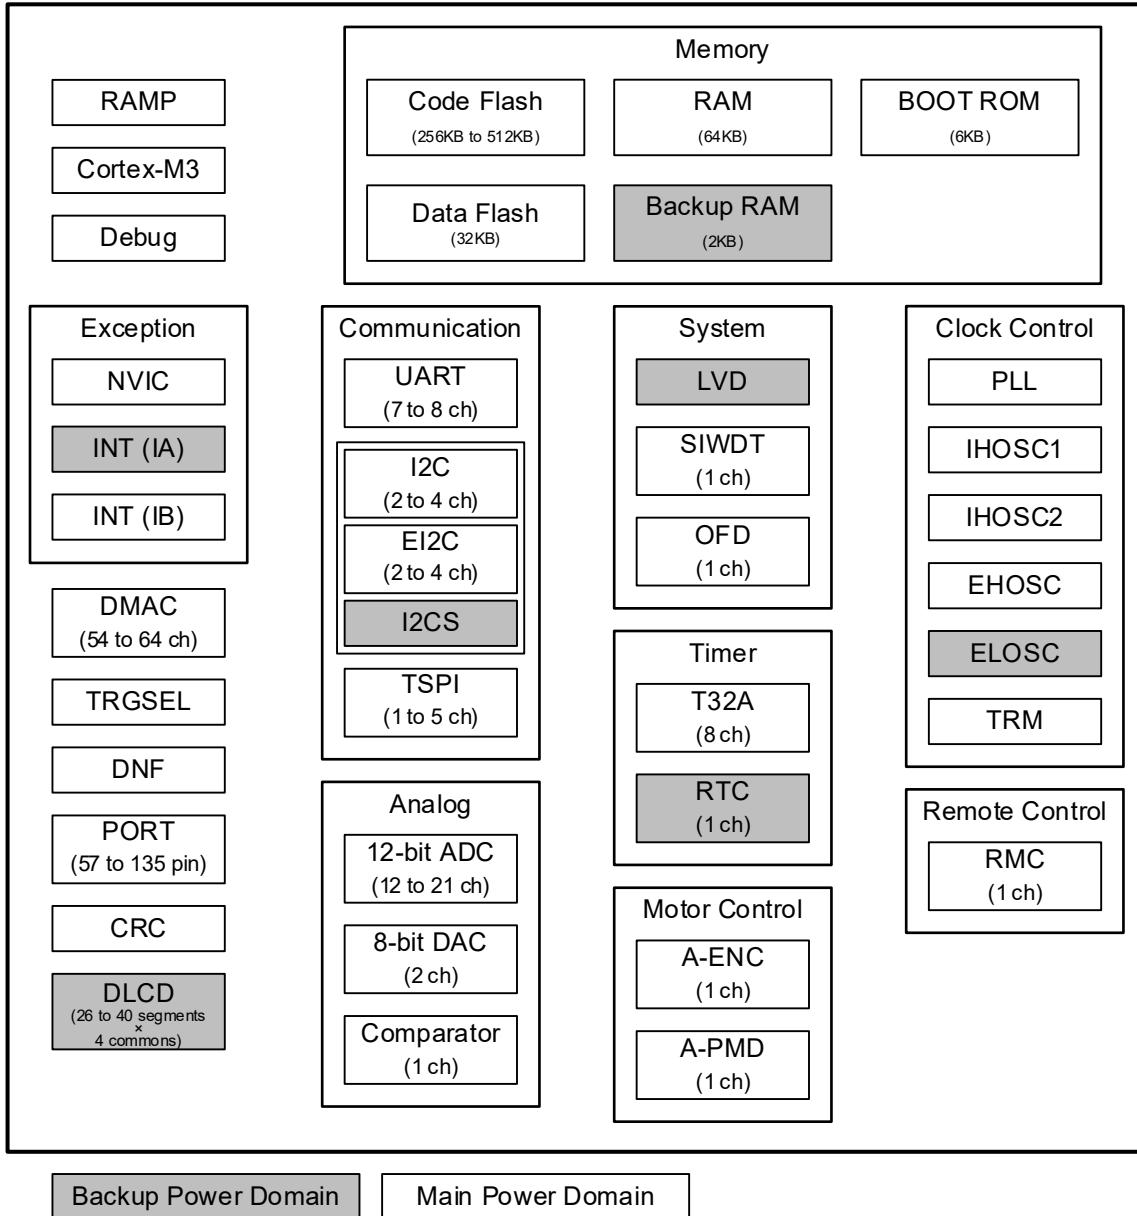 Memory
RAMP
Cortex-M3
Debug
Code Flash
(256KB to 512KB)
RAM
(64KB)
BOOT ROM
(6KB)
Data Flash
(32KB)
Backup RAM
(2KB)
Exception
NVIC
INT (IA)
INT (IB)
DMAC
(54 to 64 ch)
TRGSEL
DNF
PORT
(57 to 135 pin)
CRC
DLCD
(26 to 40 segments
×
4 commons)
Communication
UART
(7 to 8 ch)
I2C
(2 to 4 ch)
EI2C
(2 to 4 ch)
I2CS
TSPI
(1 to 5 ch)
Analog
12-bit ADC
(12 to 21 ch)
8-bit DAC
(2 ch)
Comparator
(1 ch)
System
LVD
SIWDT
(1 ch)
OFD
(1 ch)
Timer
T32A
(8 ch)
RTC
(1 ch)
Motor Control
A-ENC
(1 ch)
A-PMD
(1 ch)
Clock Control
PLL
IHOSC1
IHOSC2
EHOSC
ELOSC
TRM
Remote Control
RMC
(1 ch)
Backup Power Domain
Main Power Domain